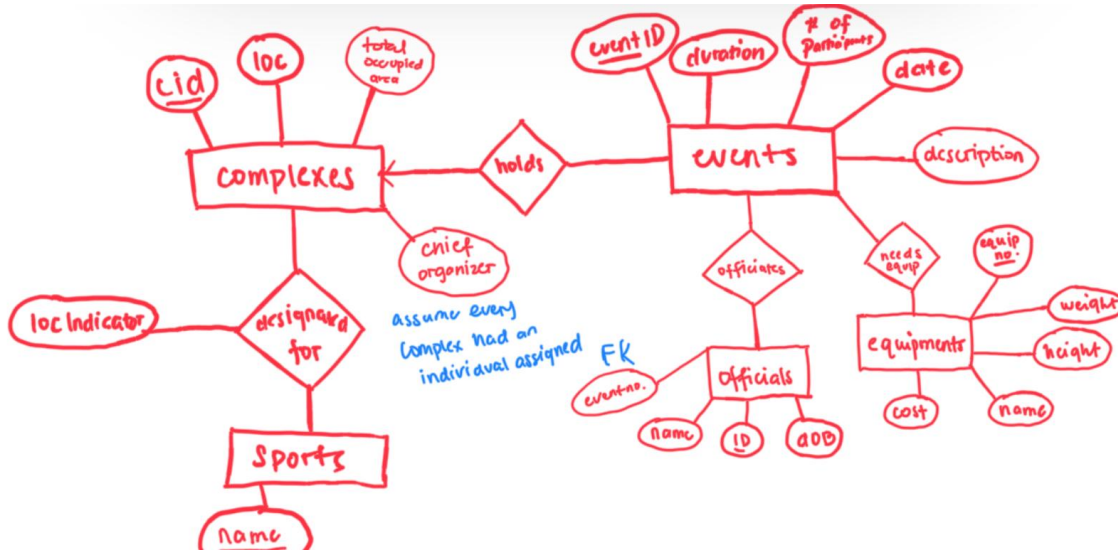 cid
loc
total
occupied
area
complexes
chief
organizer
assume every
complex had an
individual assigned
holds
eventID
duration
# of
Participants
date
events
description
officiates
needs
equip
equip
no.
weight
height
name
cost
equipments
FK
event no.
officials
name
ID
DOB
locIndicator
designated
for
sports
name